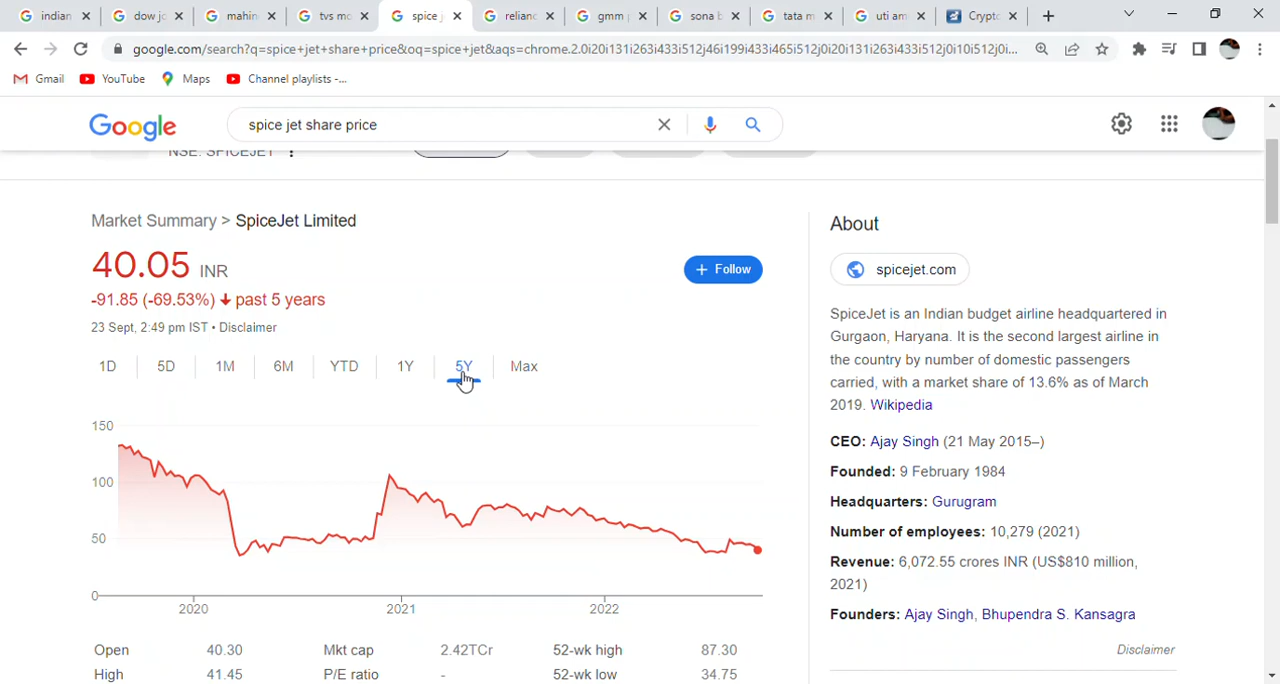 indian
dow jo
mahin
tvs mo
spice j
relianc
gmm p
sona b
tata m
uti am
Crypto
google.com/search?q=spice+jet+share+price&oq=spice+jet&aqs=chrome.2.0i20i131i263i433i512j46i199i433i465i512j0i20i131i263i433i512j0i10i512j0i...
Gmail
YouTube
Maps
Channel playlists -...
Google
spice jet share price
NSE: SPICEJET
Market Summary > SpiceJet Limited
40.05 INR
+ Follow
-91.85 (-69.53%) ↓ past 5 years
23 Sept, 2:49 pm IST • Disclaimer
1D 5D 1M 6M YTD 1Y 5Y Max
150
100
50
0
2020 2021 2022
Open 40.30 Mkt cap 2.42TCr 52-wk high 87.30
High 41.45 P/E ratio - 52-wk low 34.75
About
spicejet.com
SpiceJet is an Indian budget airline headquartered in
Gurgaon, Haryana. It is the second largest airline in
the country by number of domestic passengers
carried, with a market share of 13.6% as of March
2019. Wikipedia
CEO: Ajay Singh (21 May 2015–)
Founded: 9 February 1984
Headquarters: Gurugram
Number of employees: 10,279 (2021)
Revenue: 6,072.55 crores INR (US$810 million,
2021)
Founders: Ajay Singh, Bhupendra S. Kansagra
Disclaimer